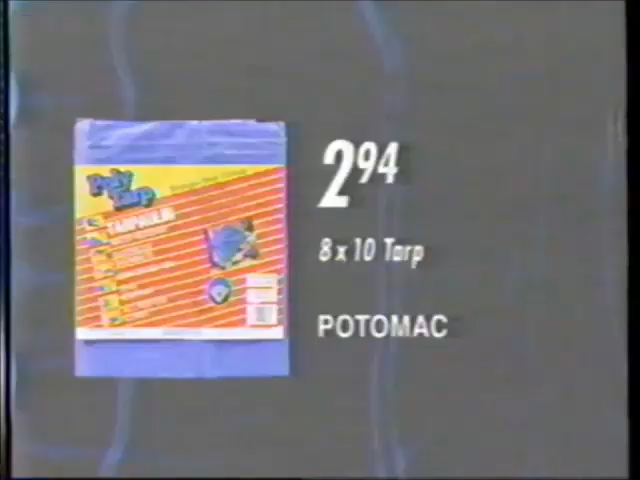 Poly
Tarp
TARPAULIN
2 94
8 x 10 Tarp
POTOMAC